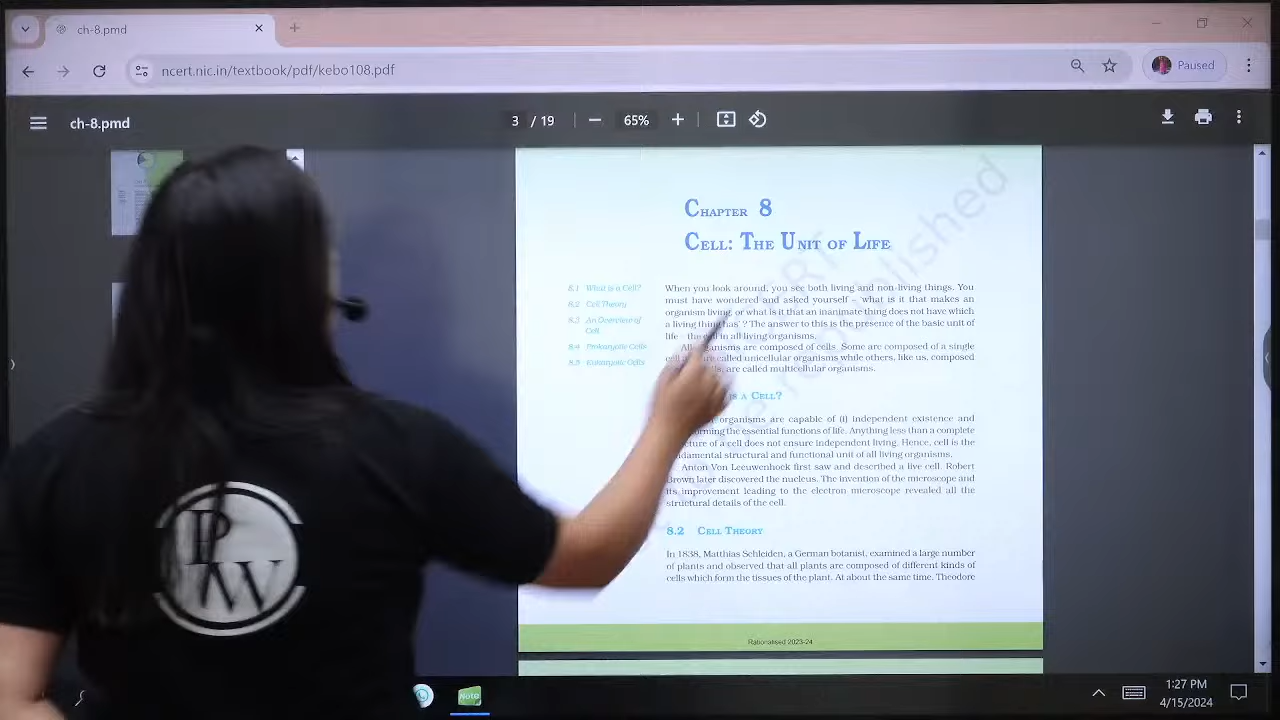 ch-8.pmd
ncert.nic.in/textbook/pdf/kebo108.pdf
Paused
ch-8.pmd
3 / 19
65%
CHAPTER 8
CELL: THE UNIT OF LIFE
8.1 What is a Cell?
8.2 Cell Theory
8.3 An Overview of
Cell
8.4 Prokaryotic Cells
8.5 Eukaryotic Cells
When you look around, you see both living and non-living things. You
must have wondered and asked yourself – 'what is it that makes an
organism living, or what is it that an inanimate thing does not have which
a living thing has' ? The answer to this is the presence of the basic unit of
life – the cell in all living organisms.
All organisms are composed of cells. Some are composed of a single
cell are called unicellular organisms while others, like us, composed
are called multicellular organisms.
IS A CELL?
organisms are capable of (i) independent existence and
the essential functions of life. Anything less than a complete
of a cell does not ensure independent living. Hence, cell is the
fundamental structural and functional unit of all living organisms.
Anton Von Leeuwenhoek first saw and described a live cell. Robert
Brown later discovered the nucleus. The invention of the microscope and
its improvement leading to the electron microscope revealed all the
structural details of the cell.
8.2 CELL THEORY
In 1838, Matthias Schleiden, a German botanist, examined a large number
of plants and observed that all plants are composed of different kinds of
cells which form the tissues of the plant. At about the same time, Theodore
Rationalised 2023-24
PW
Note
1:27 PM
4/15/2024